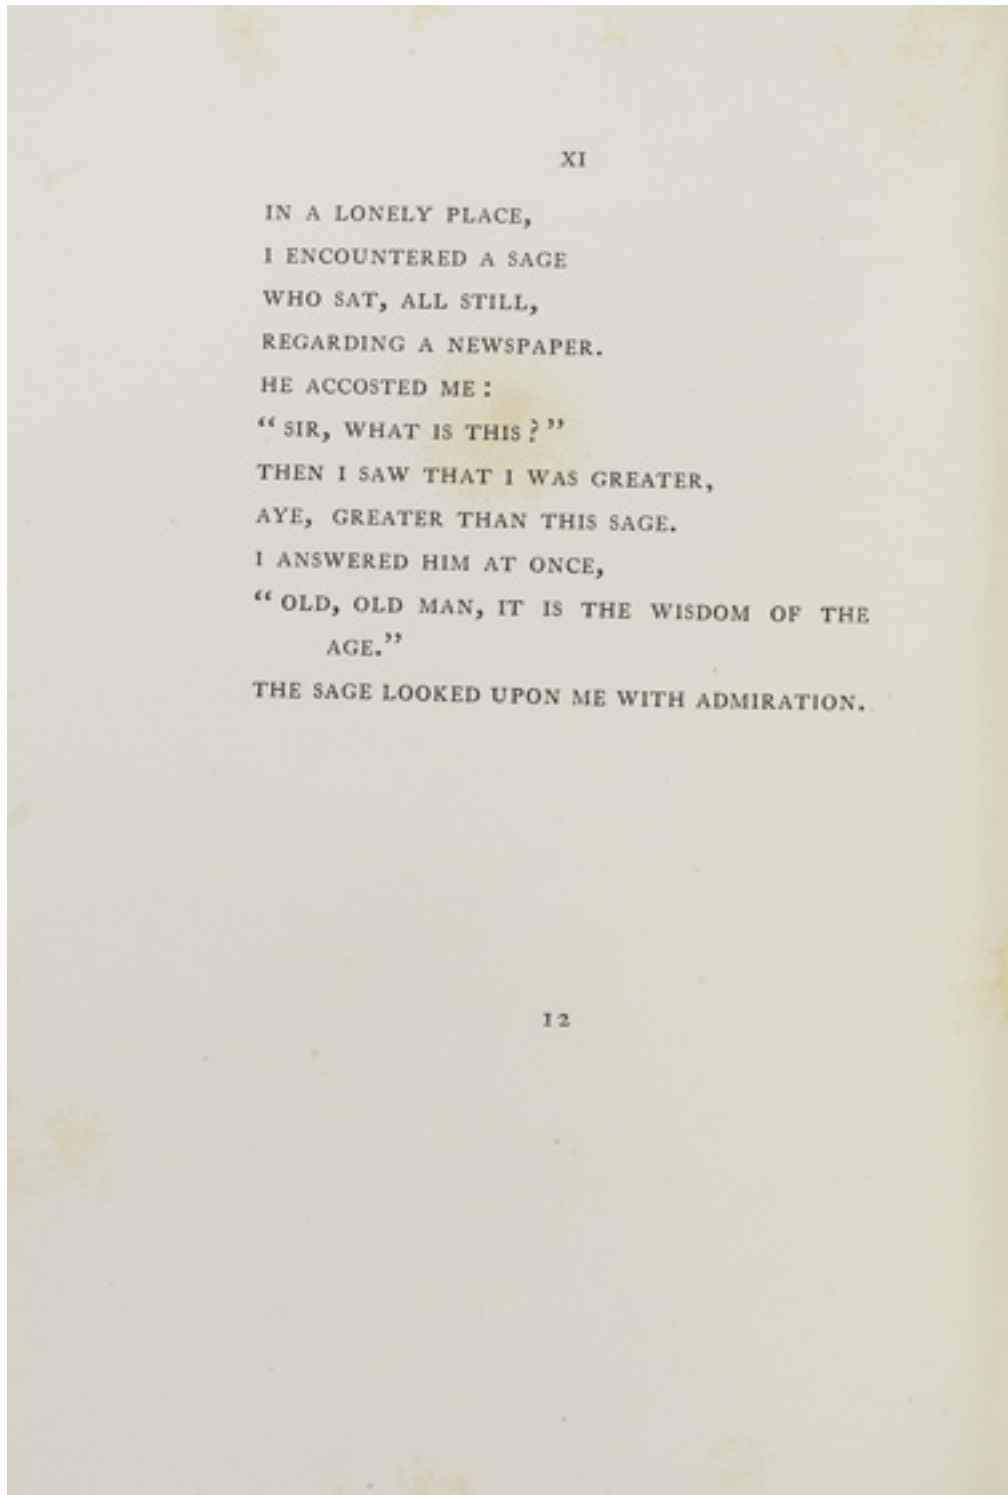 XI
IN A LONELY PLACE,
I ENCOUNTERED A SAGE
WHO SAT, ALL STILL,
REGARDING A NEWSPAPER.
HE ACCOSTED ME:
“SIR, WHAT IS THIS?”
THEN I SAW THAT I WAS GREATER,
AYE, GREATER THAN THIS SAGE.
I ANSWERED HIM AT ONCE,
“OLD, OLD MAN, IT IS THE WISDOM OF THE
AGE.”
THE SAGE LOOKED UPON ME WITH ADMIRATION.
12